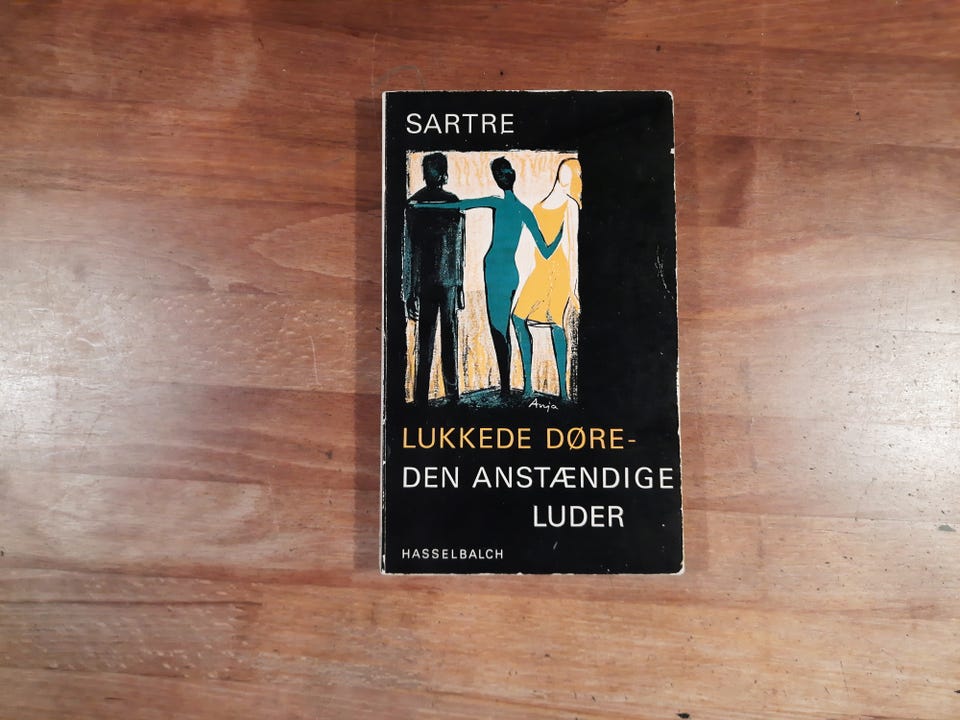 SARTRE
Anja
LUKKEDE DØRE-
DEN ANSTÆNDIGE
LUDER
HASSELBALCH